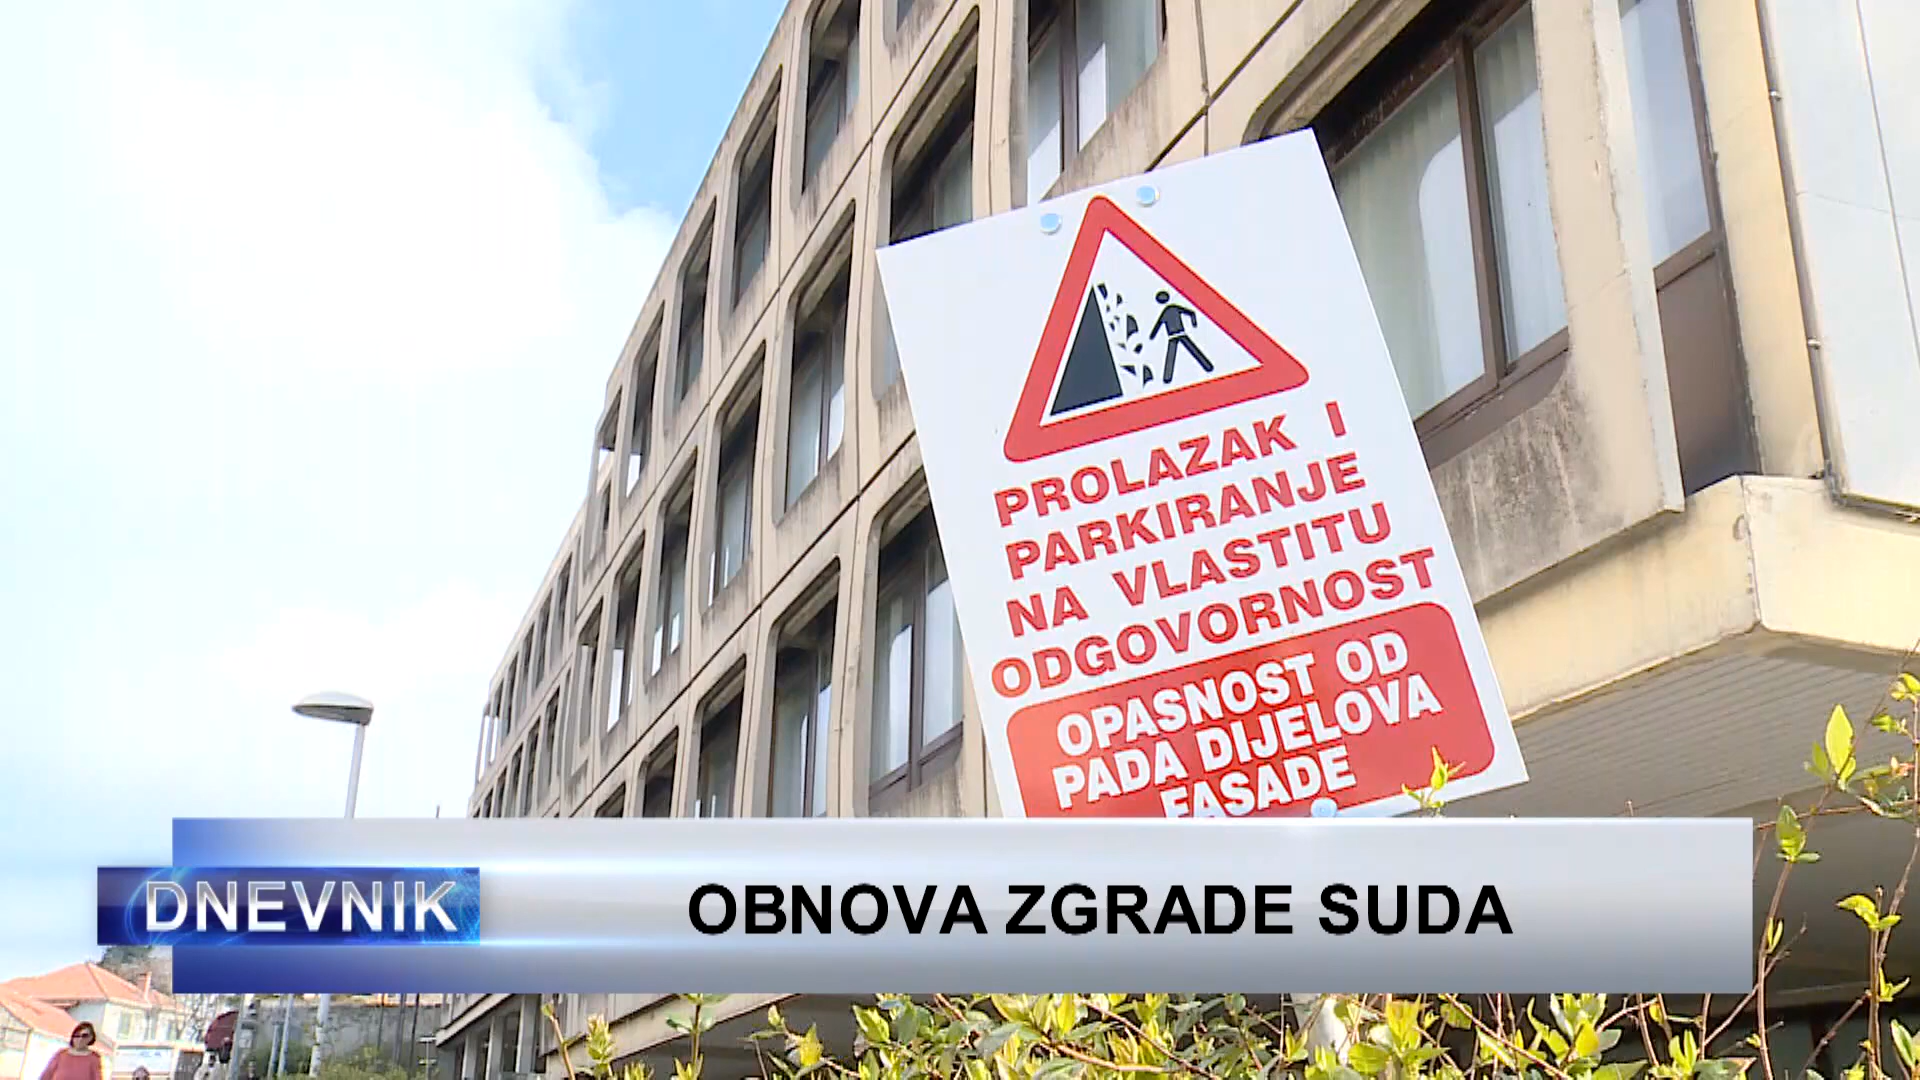 PROLAZAK I
PARKIRANJE
NA VLASTITU
ODGOVORNOST
OPASNOST OD
PADA DIJELOVA
FASADE
DNEVNIK
OBNOVA ZGRADE SUDA